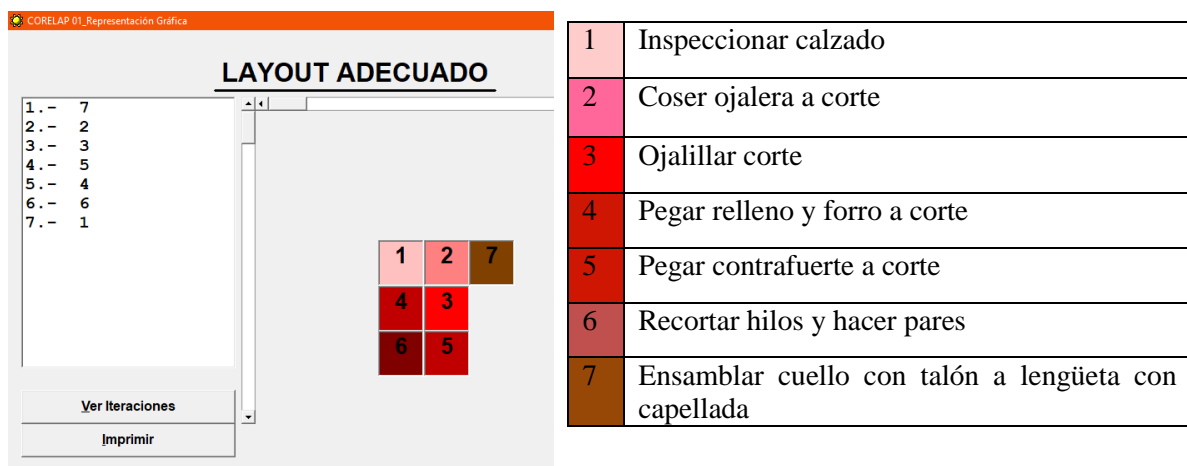 CORELAP 01_Representación Gráfica
LAYOUT ADECUADO
1.- 7
2.- 2
3.- 3
4.- 5
5.- 4
6.- 6
7.- 1
1 2 7
4 3
6 5
Ver Iteraciones
Imprimir
1 Inspeccionar calzado
2 Coser ojalera a corte
3 Ojalillar corte
4 Pegar relleno y forro a corte
5 Pegar contrafuerte a corte
6 Recortar hilos y hacer pares
7 Ensamblar cuello con talón a lengüeta con
capellada